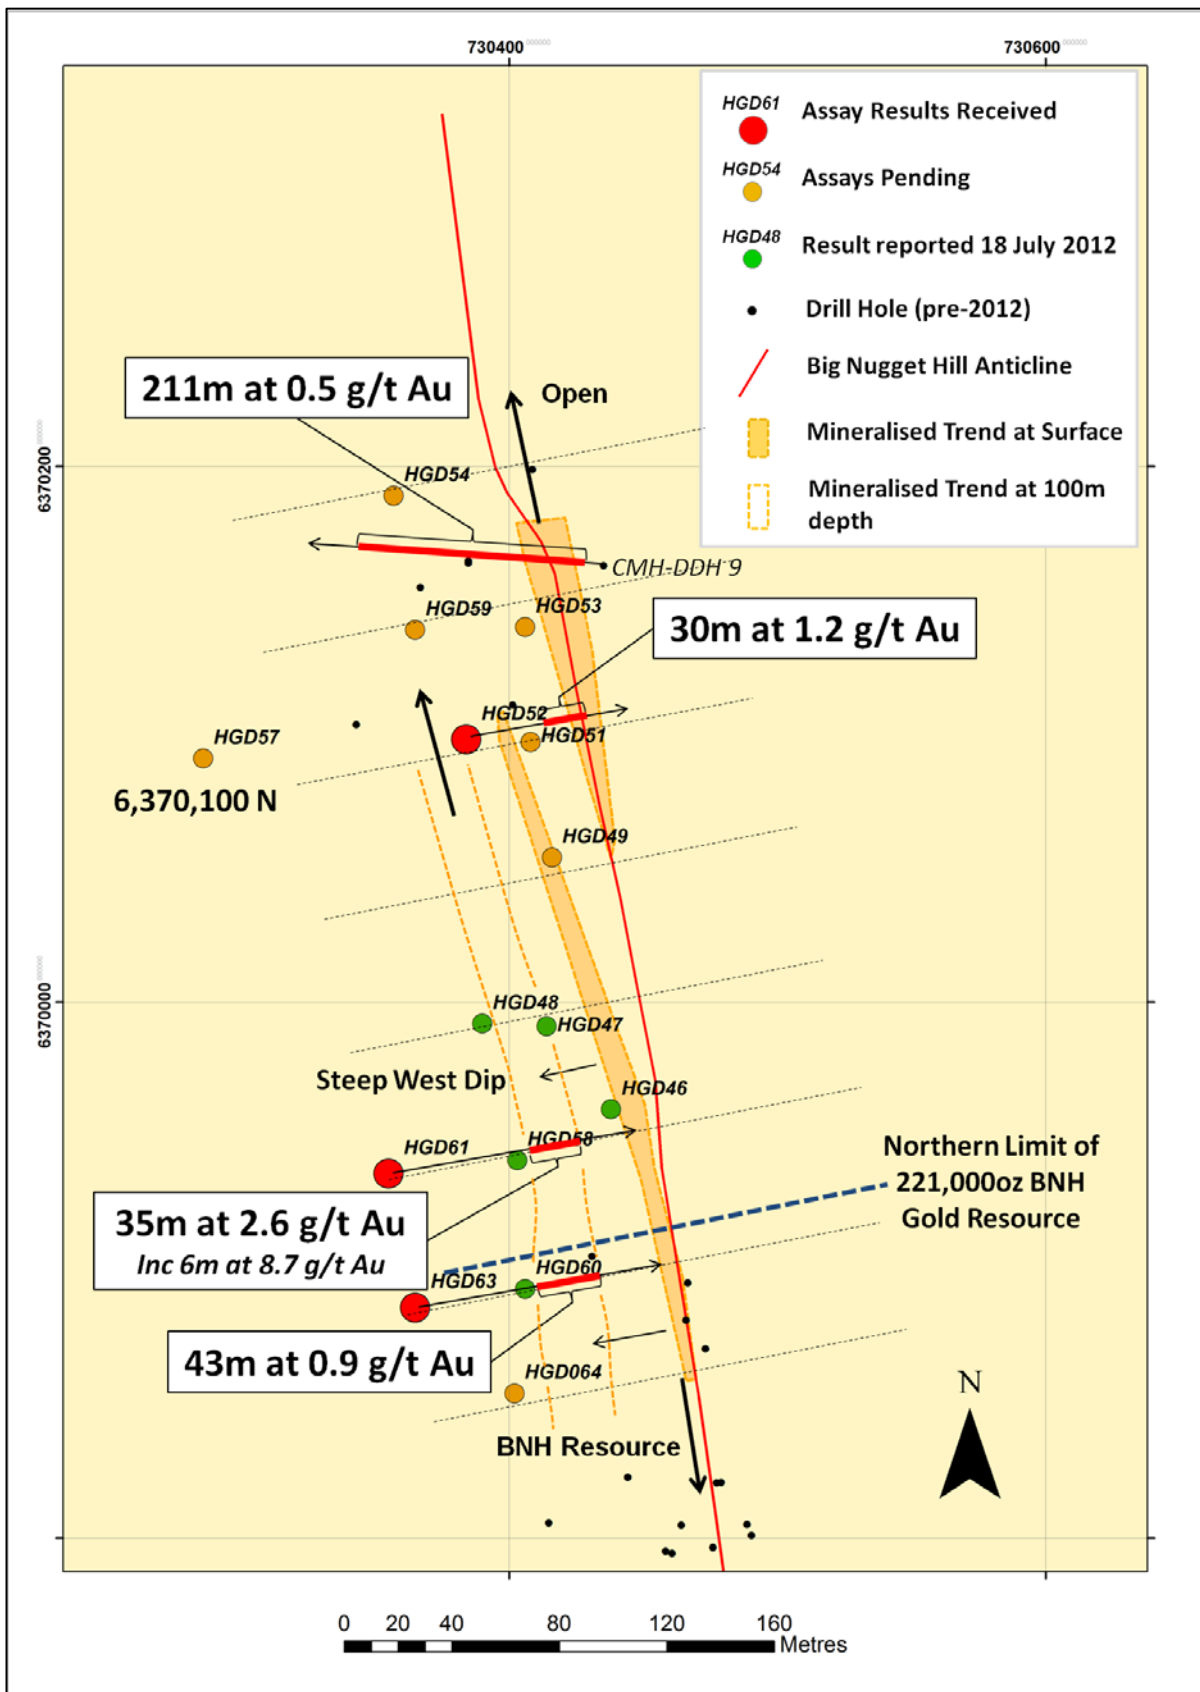 730400 000000
730600 000000
HGD61
Assay Results Received
HGD54
Assays Pending
HGD48
Result reported 18 July 2012
Drill Hole (pre-2012)
Big Nugget Hill Anticline
Mineralised Trend at Surface
Mineralised Trend at 100m
depth
211m at 0.5 g/t Au
Open
6370200 000000
HGD54
CMH-DDH 9
HGD59
HGD53
30m at 1.2 g/t Au
HGD52
HGD51
HGD57
6,370,100 N
HGD49
6370000 000000
HGD48
HGD47
Steep West Dip
HGD46
HGD58
HGD61
Northern Limit of
221,000oz BNH
Gold Resource
35m at 2.6 g/t Au
Inc 6m at 8.7 g/t Au
HGD60
HGD63
43m at 0.9 g/t Au
HGD064
N
BNH Resource
0 20 40 80 120 160
Metres